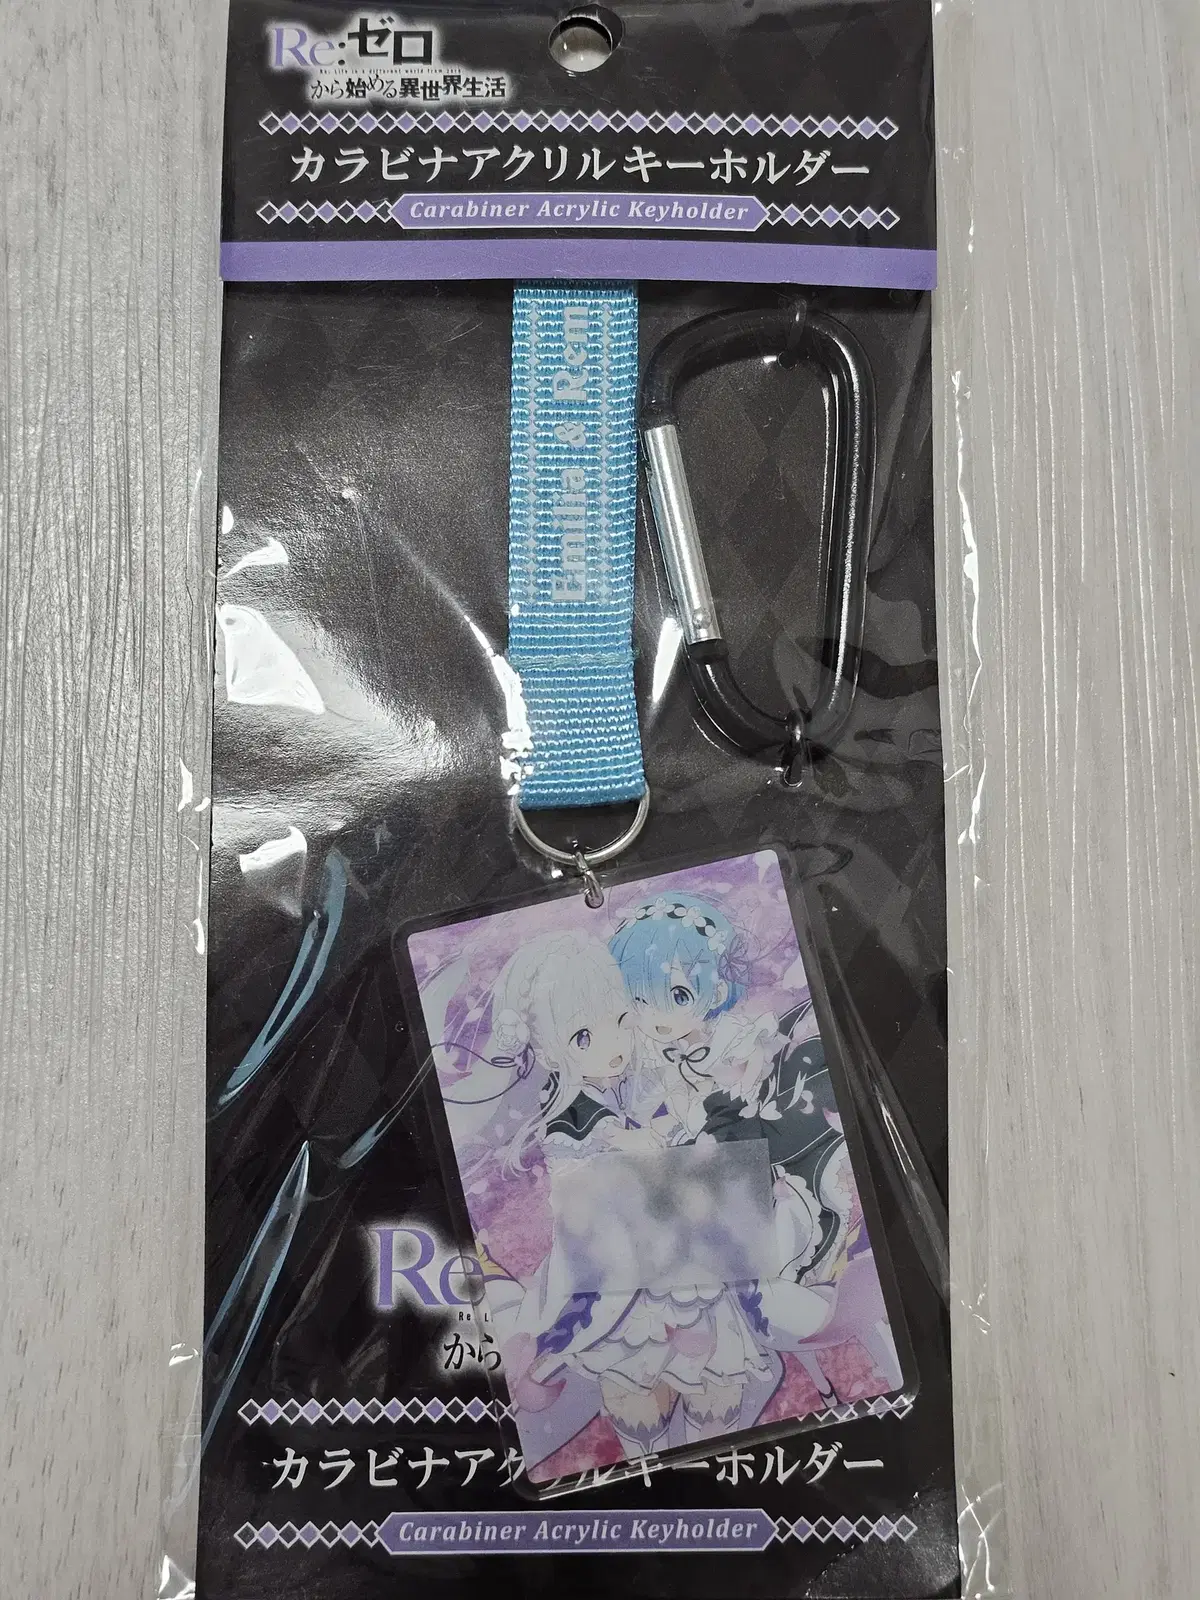 Re:ゼロ
Re: Life in a different world from zero
から始める異世界生活
カラビナアクリルキーホルダー
Carabiner Acrylic Keyholder
Emilia & Rem
Re
Re: L
から
カラビナアクリルキーホルダー
Carabiner Acrylic Keyholder